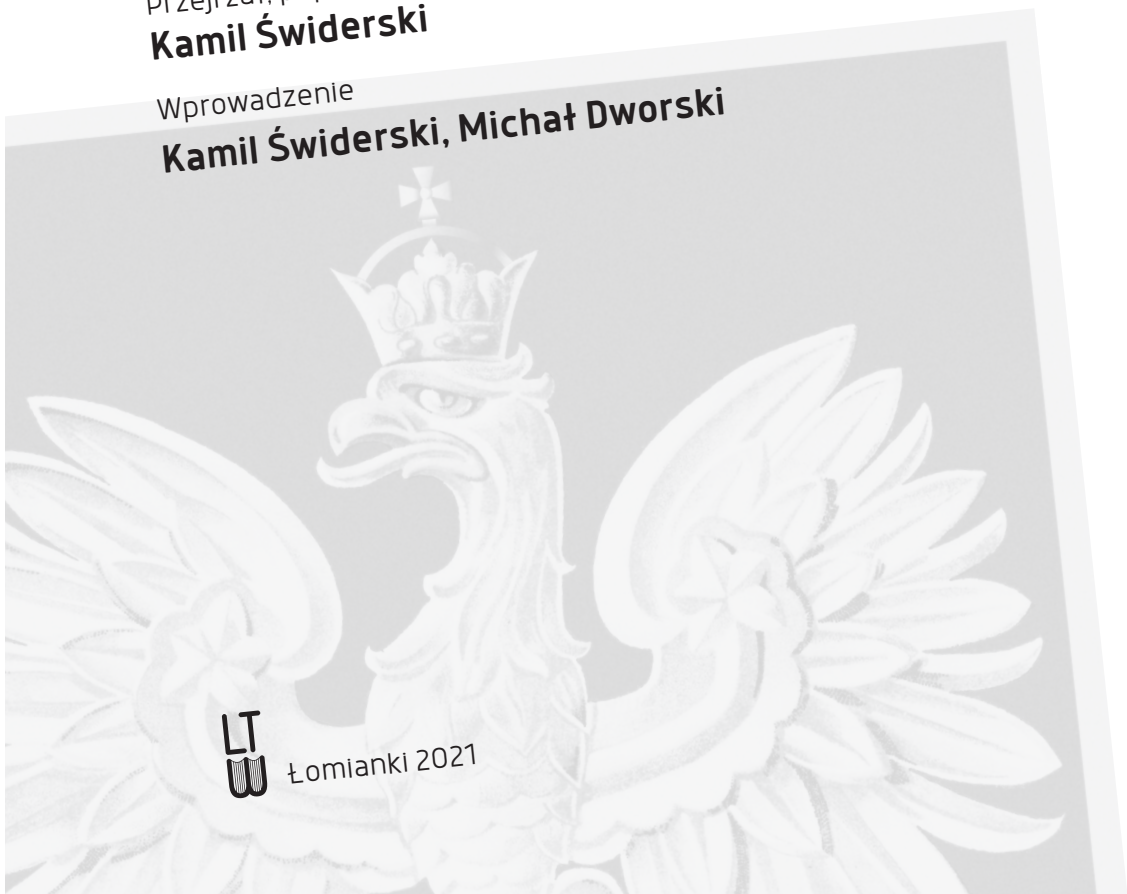 Kamil Świderski
Wprowadzenie
Kamil Świderski, Michał Dworski
LT
W
Łomianki 2021